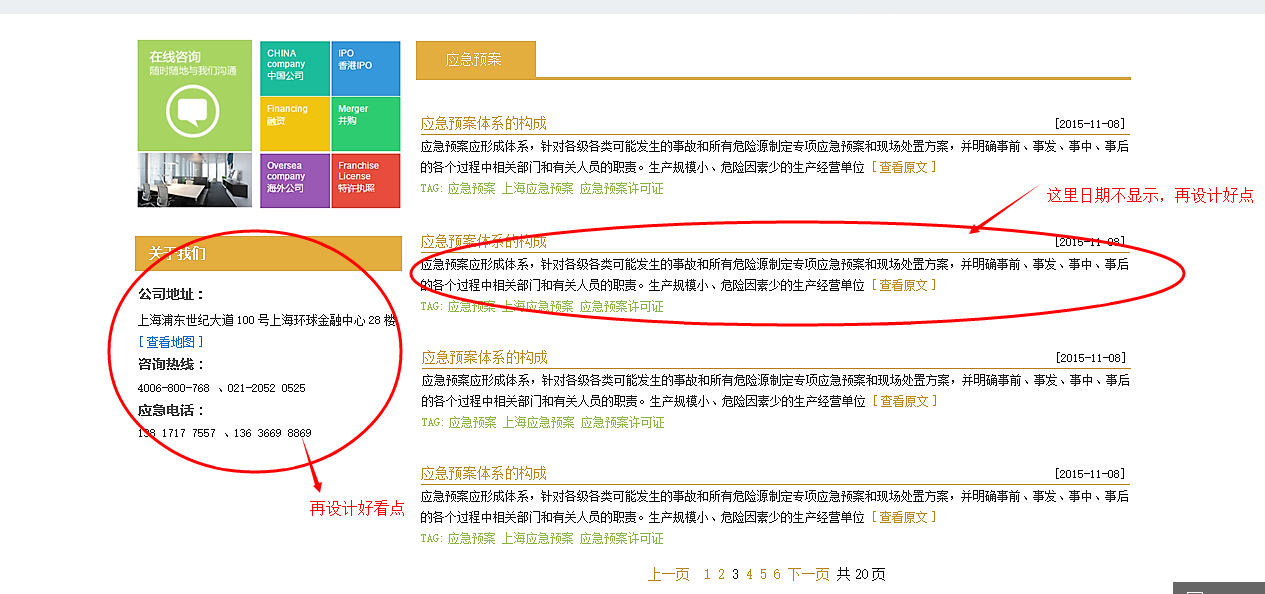 在线咨询
随时随地与我们沟通
CHINA
company
中国公司
IPO
香港IPO
Financing
融资
Merger
并购
Oversea
company
海外公司
Franchise
License
特许执照
关于我们
公司地址：
上海浦东世纪大道 100 号上海环球金融中心 28 楼
[ 查看地图 ]
咨询热线：
4006-800-768 、021-2052 0525
应急电话：
138 1717 7557 、136 3669 8869
再设计好看点
应急预案
应急预案体系的构成 [2015-11-08]
应急预案应形成体系，针对各级各类可能发生的事故和所有危险源制定专项应急预案和现场处置方案，并明确事前、事发、事中、事后
的各个过程中相关部门和有关人员的职责。生产规模小、危险因素少的生产经营单位 [ 查看原文 ]
TAG: 应急预案 上海应急预案 应急预案许可证
这里日期不显示，再设计好点
应急预案体系的构成 [2015-11-08]
应急预案应形成体系，针对各级各类可能发生的事故和所有危险源制定专项应急预案和现场处置方案，并明确事前、事发、事中、事后
的各个过程中相关部门和有关人员的职责。生产规模小、危险因素少的生产经营单位 [ 查看原文 ]
TAG: 应急预案 上海应急预案 应急预案许可证
应急预案体系的构成 [2015-11-08]
应急预案应形成体系，针对各级各类可能发生的事故和所有危险源制定专项应急预案和现场处置方案，并明确事前、事发、事中、事后
的各个过程中相关部门和有关人员的职责。生产规模小、危险因素少的生产经营单位 [ 查看原文 ]
TAG: 应急预案 上海应急预案 应急预案许可证
应急预案体系的构成 [2015-11-08]
应急预案应形成体系，针对各级各类可能发生的事故和所有危险源制定专项应急预案和现场处置方案，并明确事前、事发、事中、事后
的各个过程中相关部门和有关人员的职责。生产规模小、危险因素少的生产经营单位 [ 查看原文 ]
TAG: 应急预案 上海应急预案 应急预案许可证
上一页 1 2 3 4 5 6 下一页 共 20 页